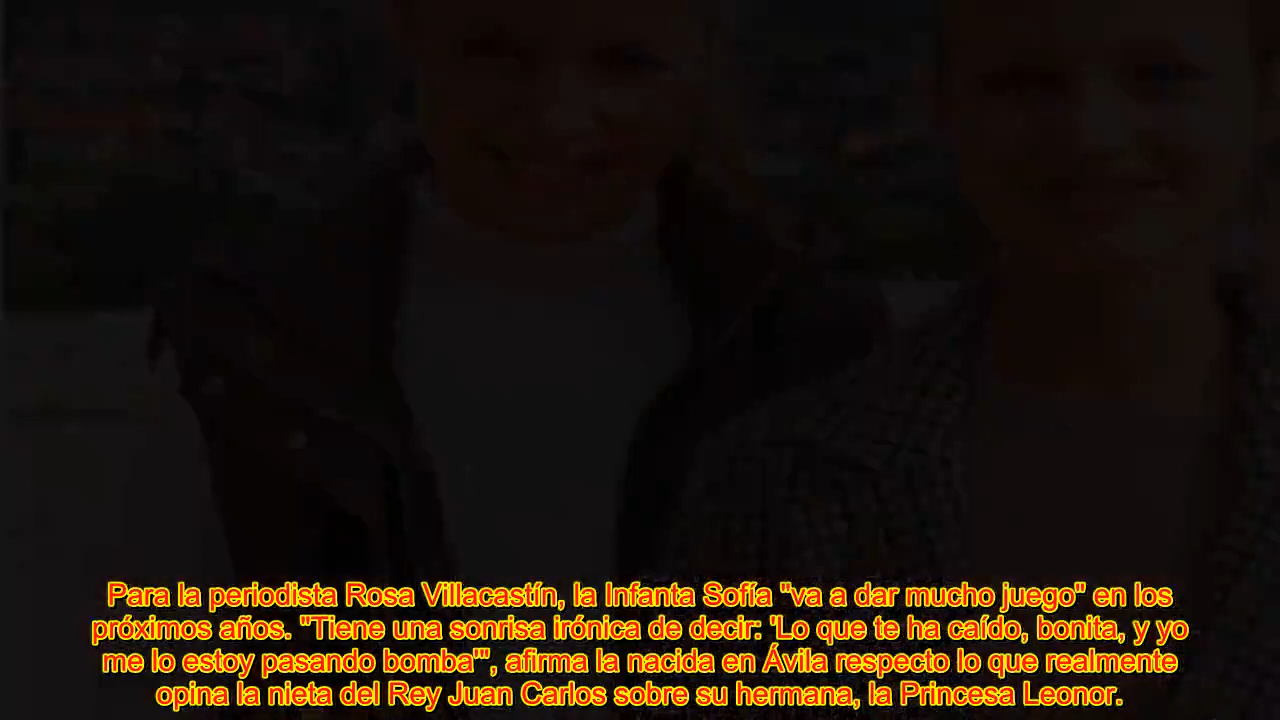 Para la periodista Rosa Villacastín, la Infanta Sofía "va a dar mucho juego" en los
próximos años. "Tiene una sonrisa irónica de decir: 'Lo que te ha caído, bonita, y yo
me lo estoy pasando bomba'", afirma la nacida en Ávila respecto lo que realmente
opina la nieta del Rey Juan Carlos sobre su hermana, la Princesa Leonor.